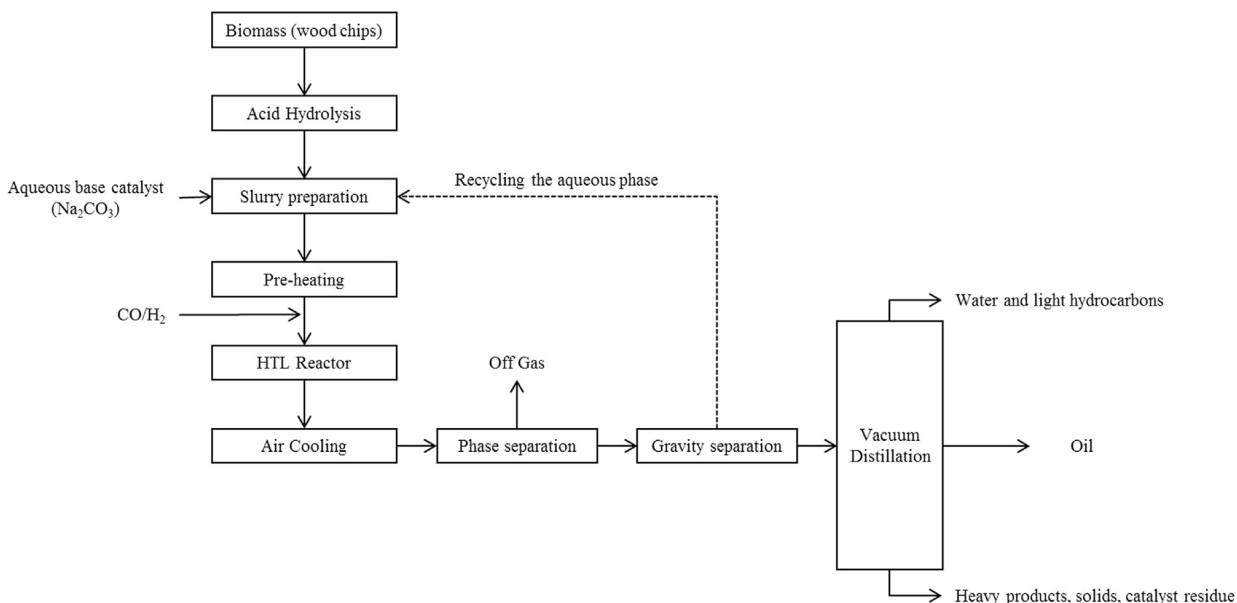 Biomass (wood chips)
Acid Hydrolysis
Recycling the aqueous phase
Aqueous base catalyst
(Na₂CO₃)
Slurry preparation
Pre-heating
CO/H₂
Water and light hydrocarbons
HTL Reactor
Off Gas
Air Cooling
Phase separation
Gravity separation
Vacuum
Distillation
Oil
Heavy products, solids, catalyst residue